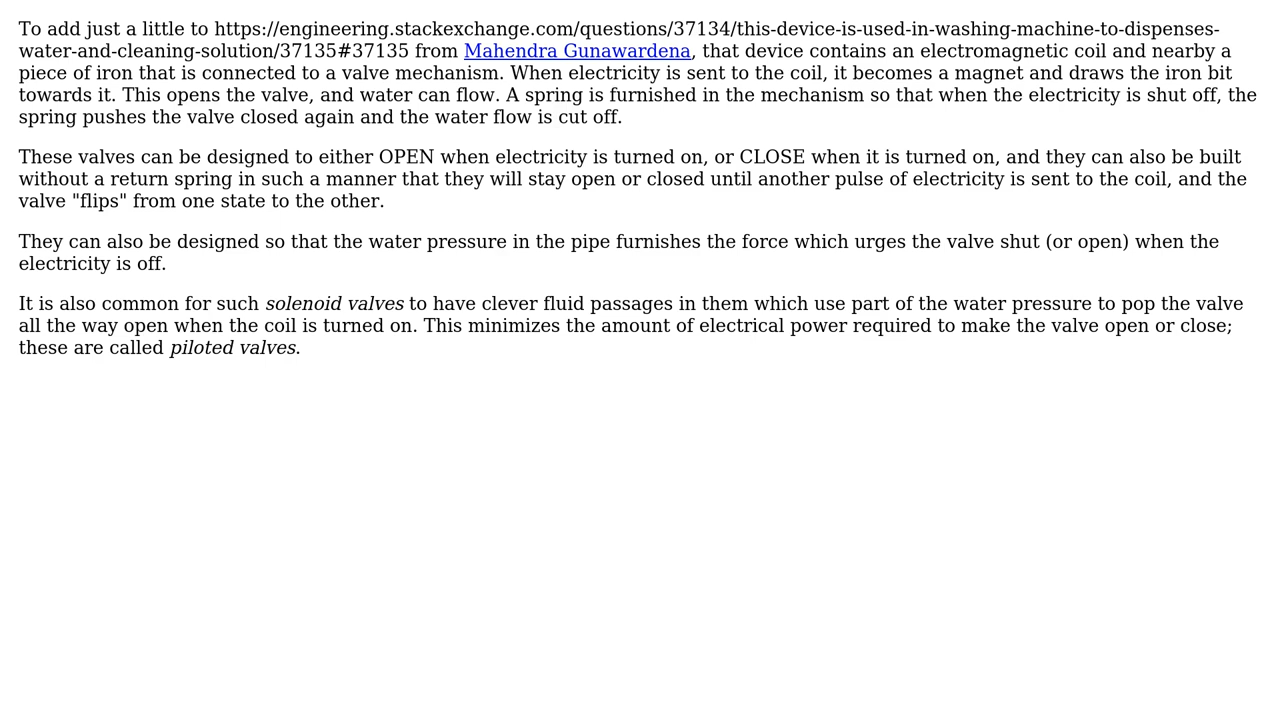 To add just a little to https://engineering.stackexchange.com/questions/37134/this-device-is-used-in-washing-machine-to-dispenses-
water-and-cleaning-solution/37135#37135 from Mahendra Gunawardena, that device contains an electromagnetic coil and nearby a
piece of iron that is connected to a valve mechanism. When electricity is sent to the coil, it becomes a magnet and draws the iron bit
towards it. This opens the valve, and water can flow. A spring is furnished in the mechanism so that when the electricity is shut off, the
spring pushes the valve closed again and the water flow is cut off.
These valves can be designed to either OPEN when electricity is turned on, or CLOSE when it is turned on, and they can also be built
without a return spring in such a manner that they will stay open or closed until another pulse of electricity is sent to the coil, and the
valve "flips" from one state to the other.
They can also be designed so that the water pressure in the pipe furnishes the force which urges the valve shut (or open) when the
electricity is off.
It is also common for such solenoid valves to have clever fluid passages in them which use part of the water pressure to pop the valve
all the way open when the coil is turned on. This minimizes the amount of electrical power required to make the valve open or close;
these are called piloted valves.